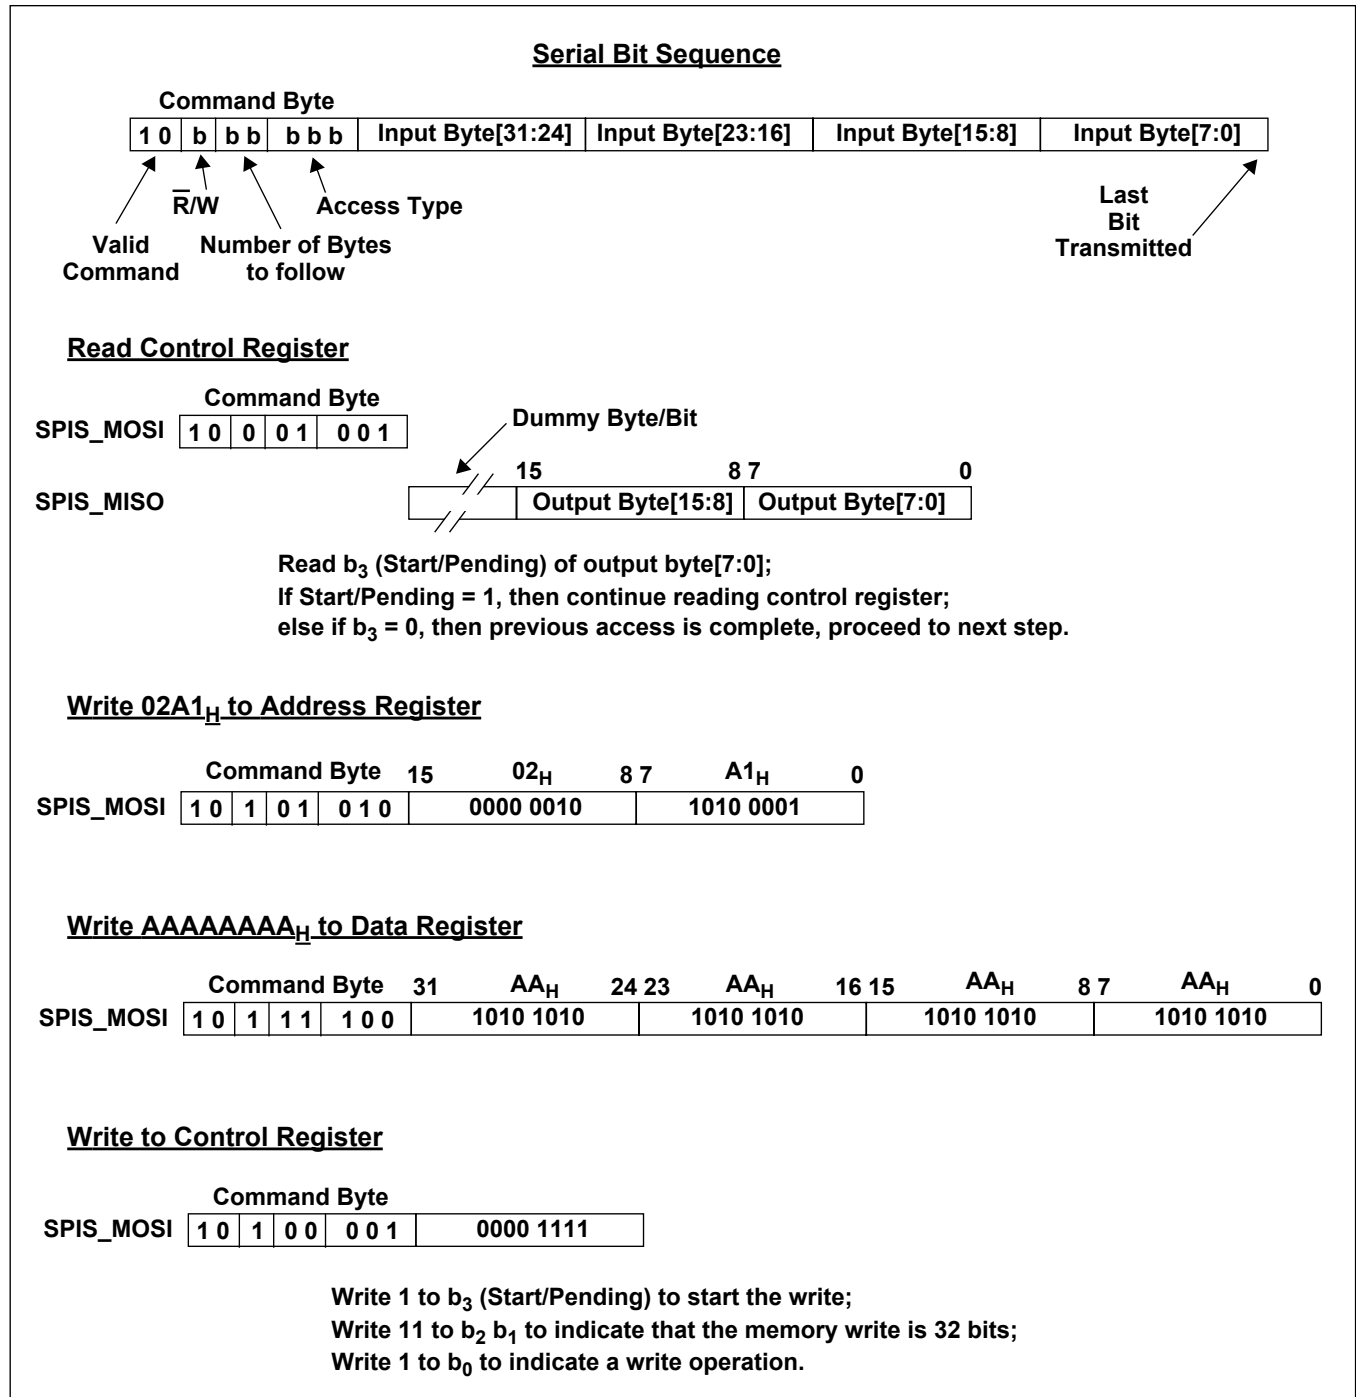 Serial Bit Sequence
Command Byte
1 0 b b b b b b Input Byte[31:24] Input Byte[23:16] Input Byte[15:8] Input Byte[7:0]
R̅/W Access Type
Last
Bit
Transmitted
Valid
Command
Number of Bytes
to follow
Read Control Register
Command Byte
SPIS_MOSI 1 0 0 0 1 0 0 1
Dummy Byte/Bit
15 8 7 0
SPIS_MISO Output Byte[15:8] Output Byte[7:0]
Read b3 (Start/Pending) of output byte[7:0];
If Start/Pending = 1, then continue reading control register;
else if b3 = 0, then previous access is complete, proceed to next step.
Write 02A1H to Address Register
Command Byte 15 02H 8 7 A1H 0
SPIS_MOSI 1 0 1 0 1 0 1 0 0000 0010 1010 0001
Write AAAAAAAAH to Data Register
Command Byte 31 AAH 24 23 AAH 16 15 AAH 8 7 AAH 0
SPIS_MOSI 1 0 1 1 1 1 0 0 1010 1010 1010 1010 1010 1010 1010 1010
Write to Control Register
Command Byte
SPIS_MOSI 1 0 1 0 0 0 0 1 0000 1111
Write 1 to b3 (Start/Pending) to start the write;
Write 11 to b2 b1 to indicate that the memory write is 32 bits;
Write 1 to b0 to indicate a write operation.